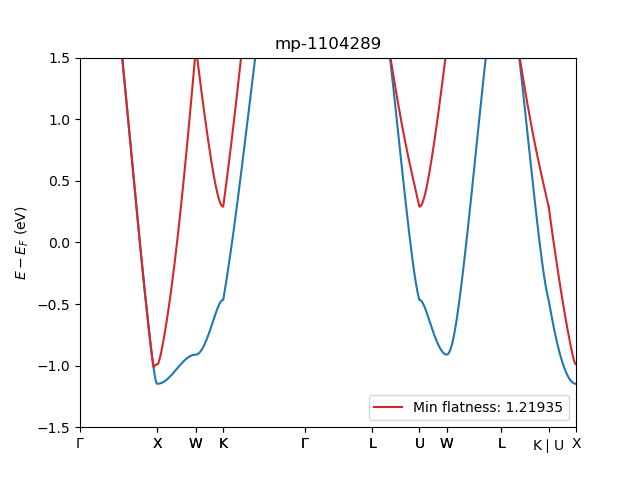 mp-1104289
1.5
1.0
0.5
0.0
−0.5
−1.0
−1.5
E − E_F (eV)
Min flatness: 1.21935
Γ X W K Γ L U W L K | U X